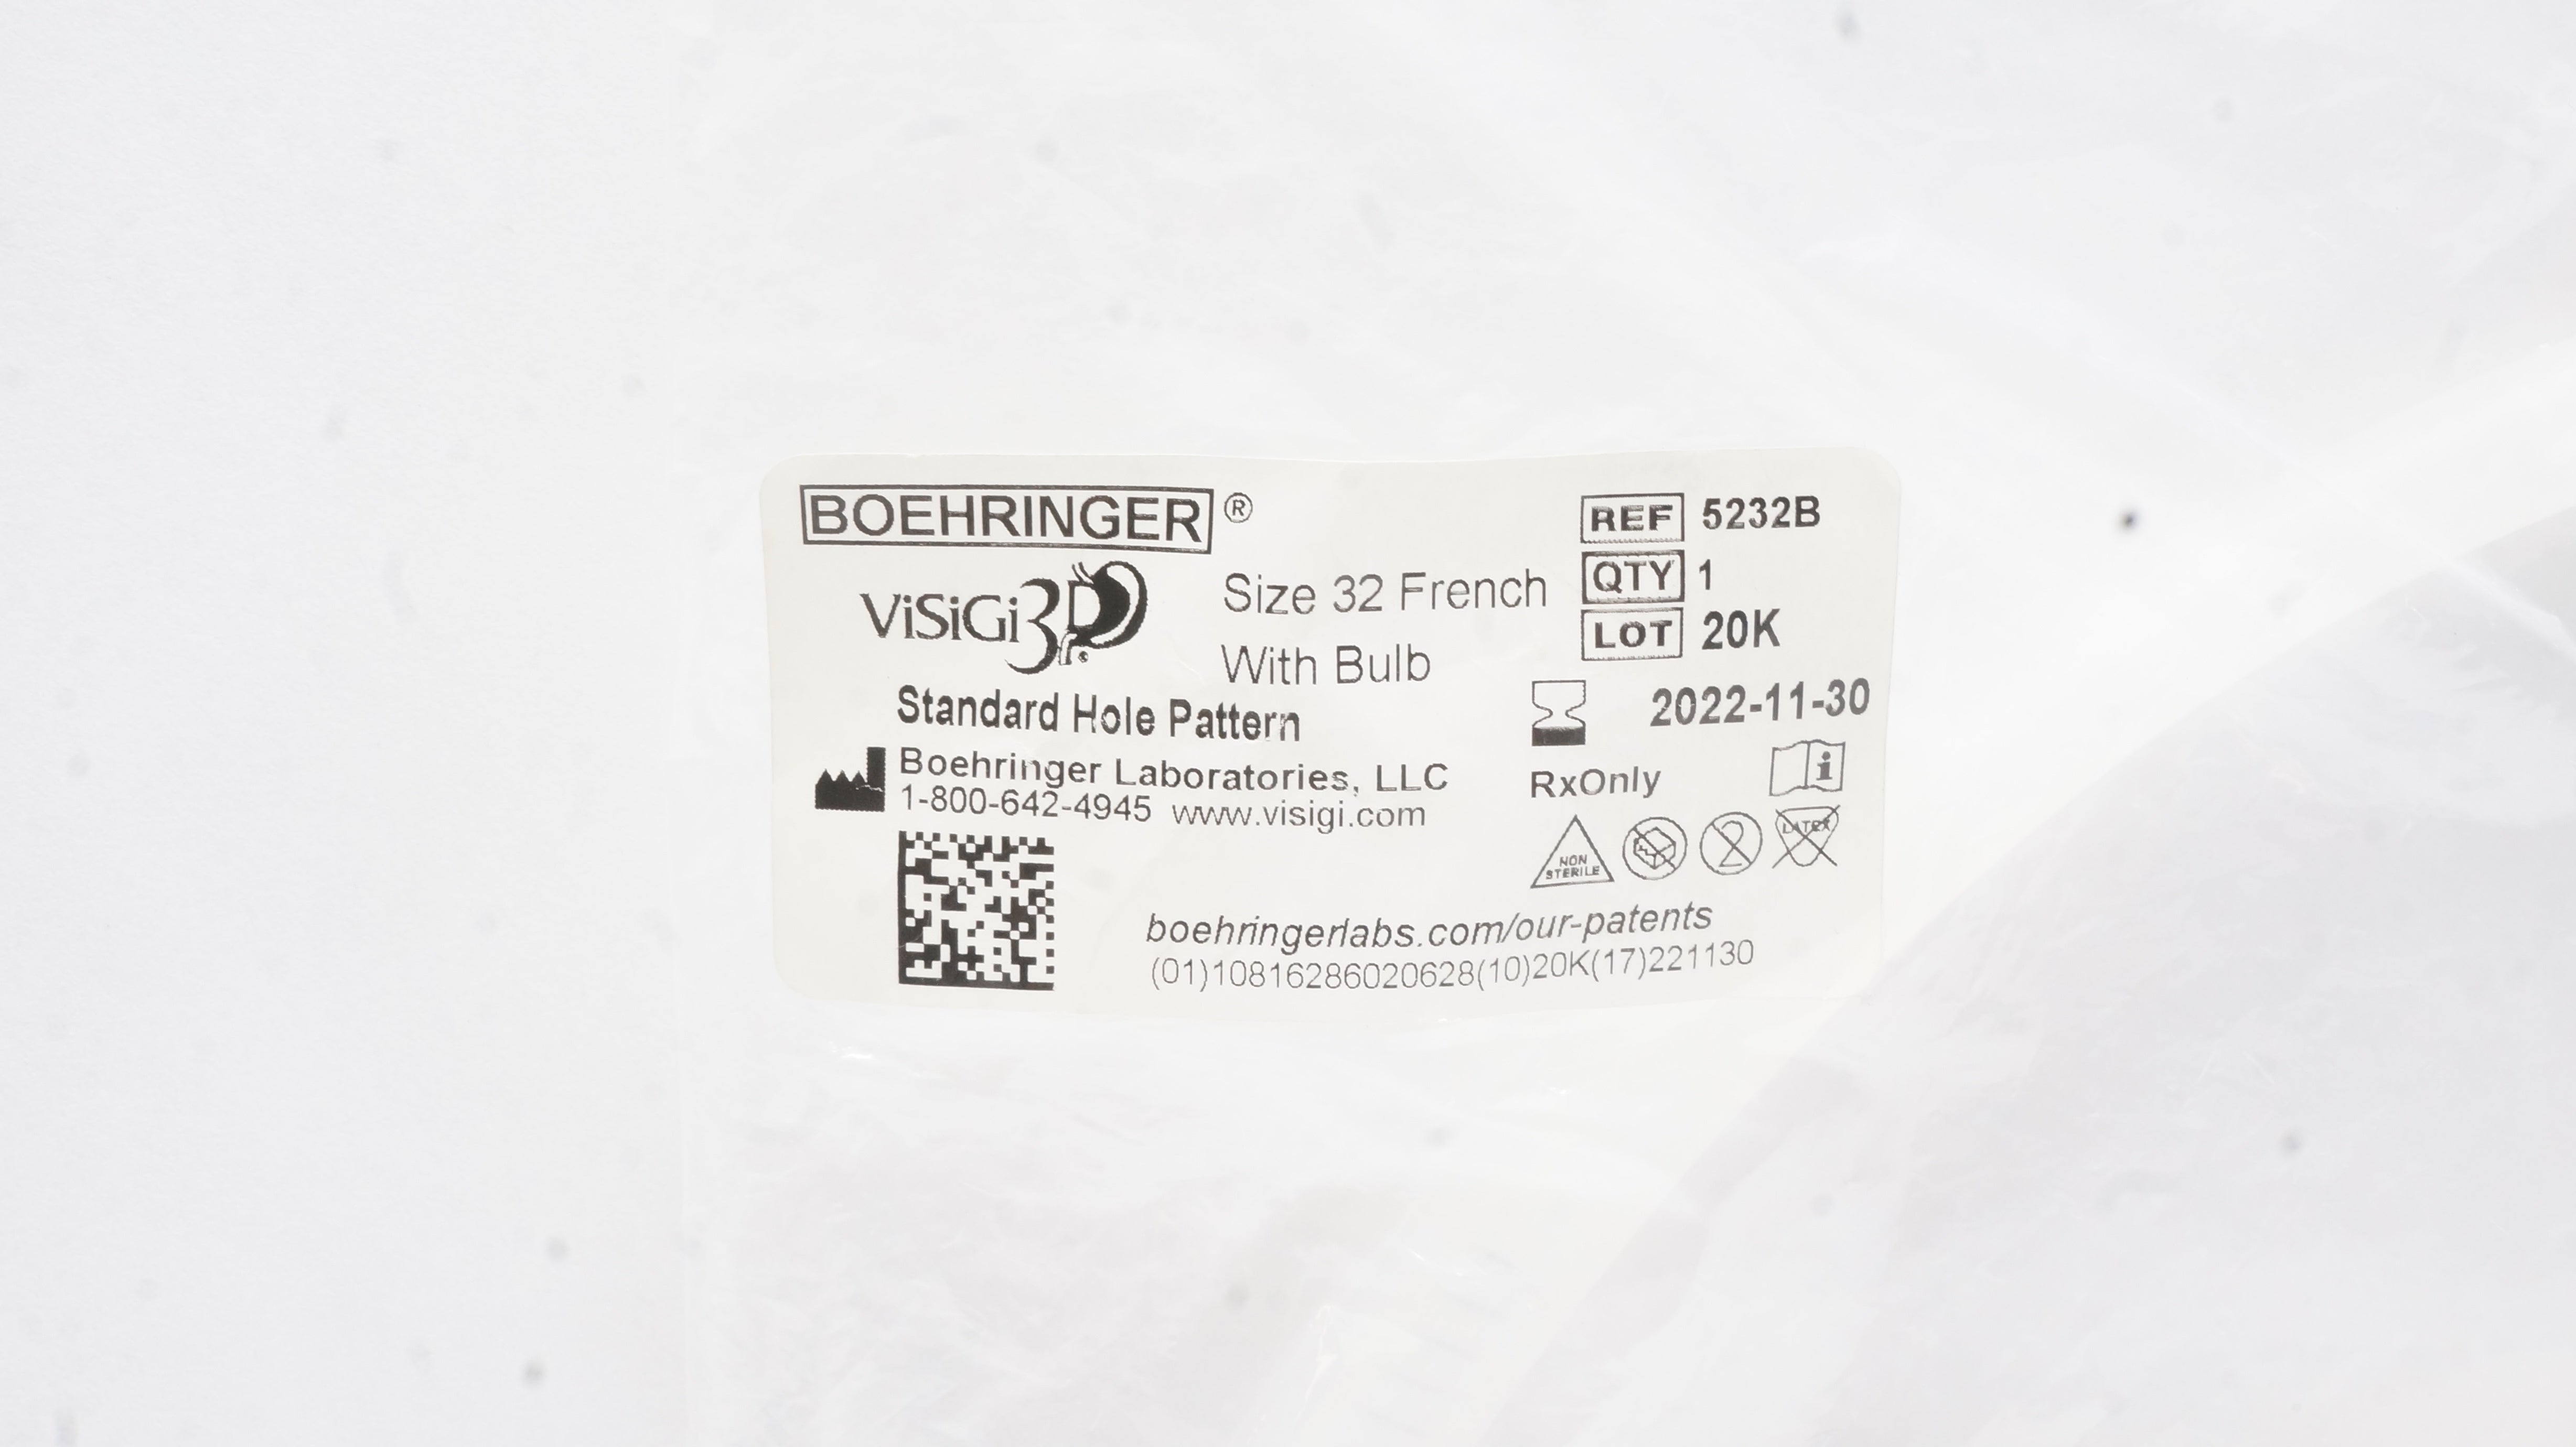 BOEHRINGER®
REF 5232B
ViSiGi 3D®
Size 32 French
QTY 1
With Bulb
LOT 20K
Standard Hole Pattern
2022-11-30
Boehringer Laboratories, LLC
1-800-642-4945 www.visigi.com
RxOnly
NON
STERILE
2
LATEX
boehringerlabs.com/our-patents
(01)10816286020628(10)20K(17)221130